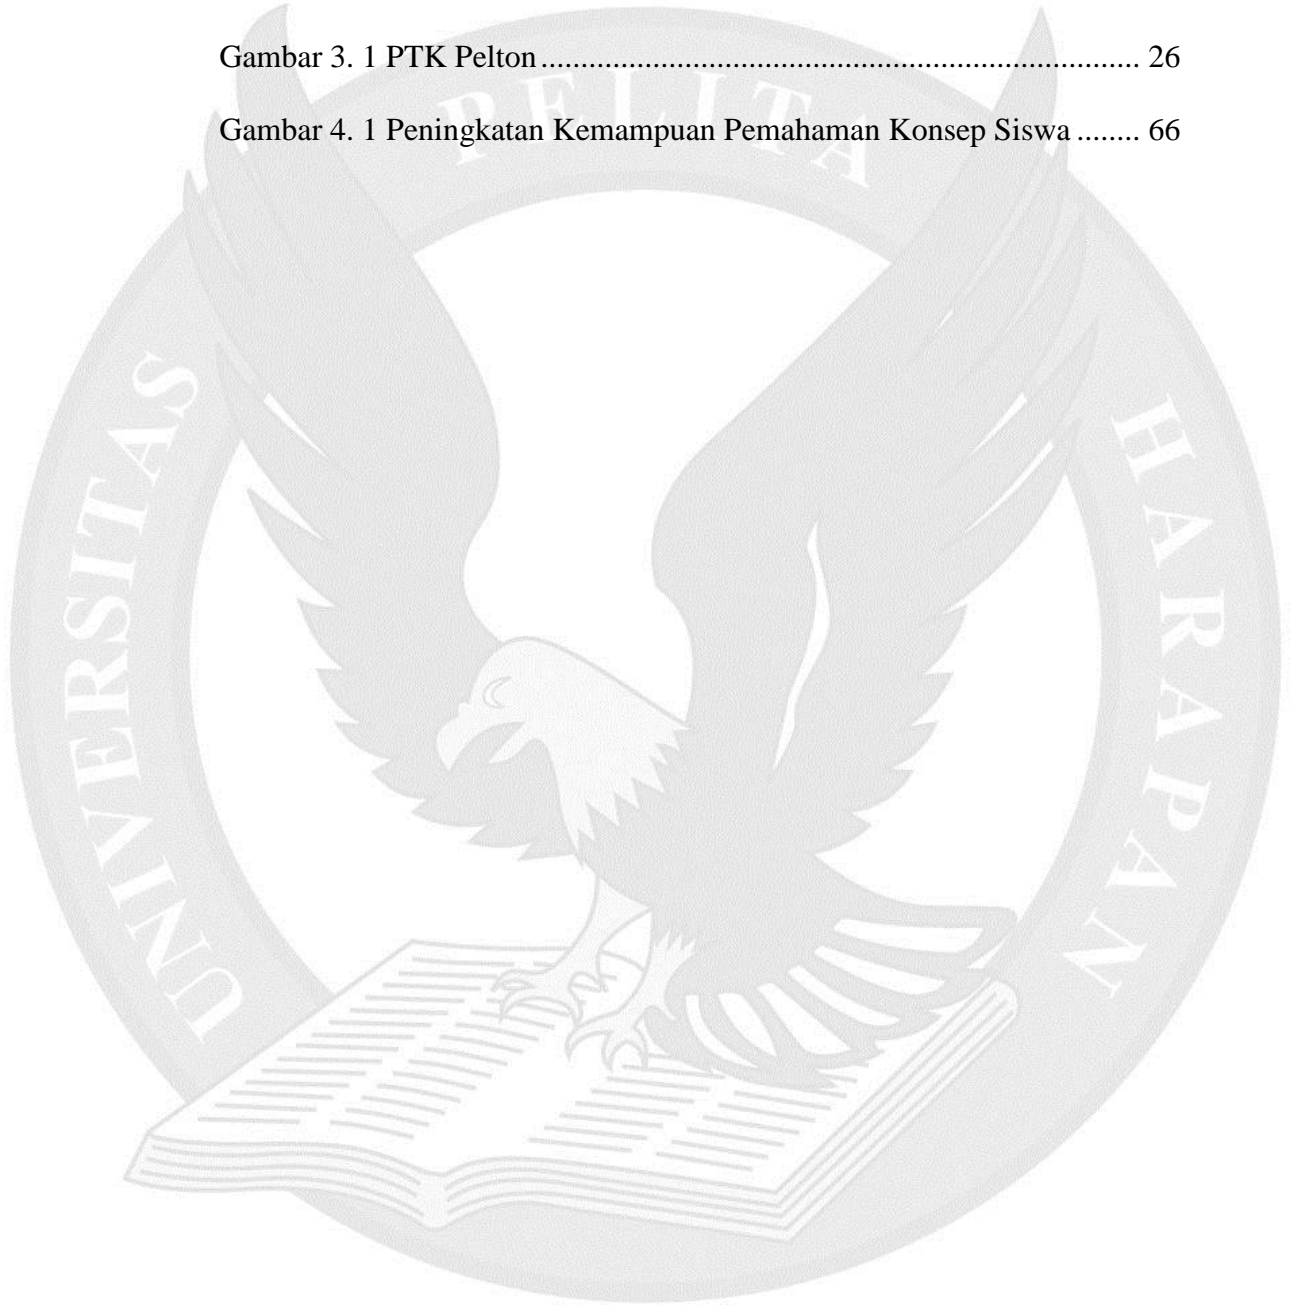 Gambar 3. 1 PTK Pelton ........................................................................... 26
Gambar 4. 1 Peningkatan Kemampuan Pemahaman Konsep Siswa ........ 66
UNIVERSITAS PELITA HARAPAN